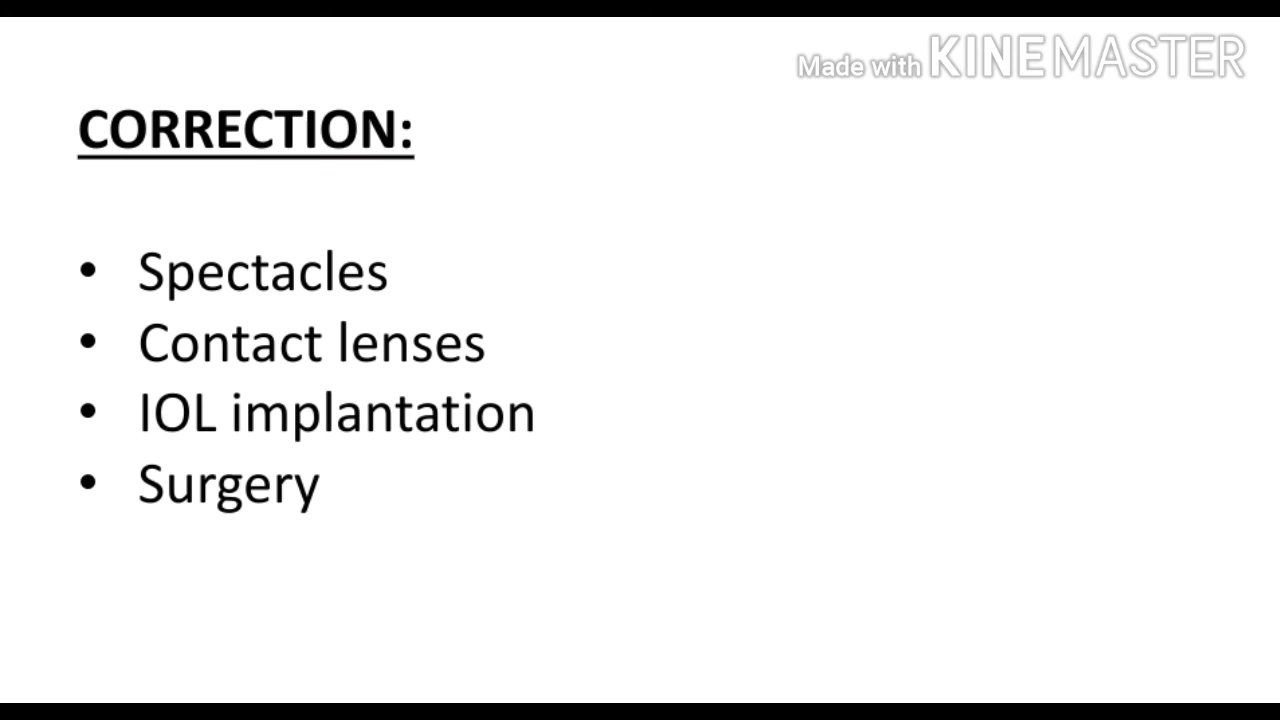 Made with KINEMASTER
CORRECTION:
• Spectacles
• Contact lenses
• IOL implantation
• Surgery